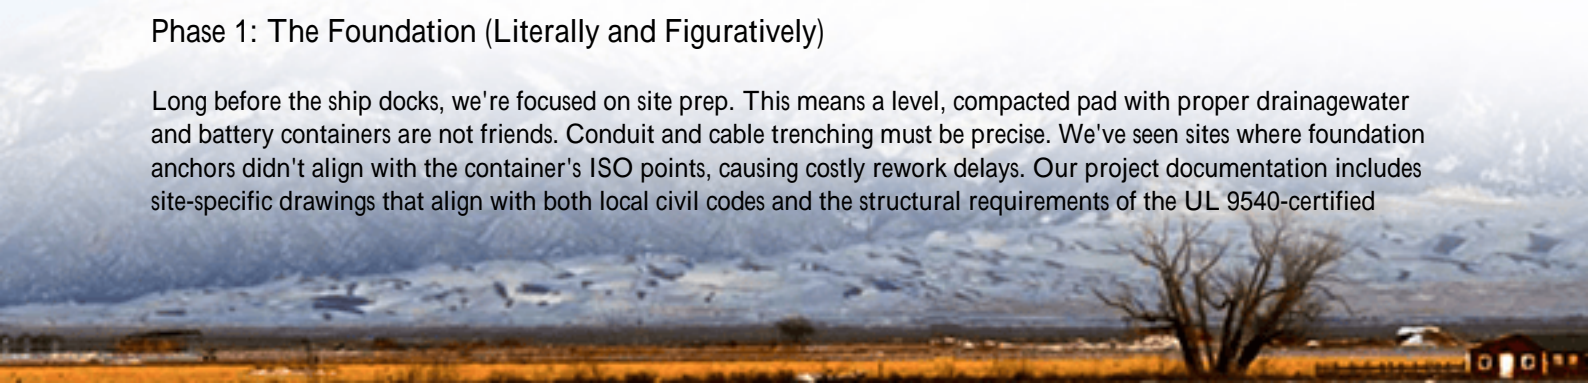 Phase 1: The Foundation (Literally and Figuratively)
Long before the ship docks, we're focused on site prep. This means a level, compacted pad with proper drainagewater
and battery containers are not friends. Conduit and cable trenching must be precise. We've seen sites where foundation
anchors didn't align with the container's ISO points, causing costly rework delays. Our project documentation includes
site-specific drawings that align with both local civil codes and the structural requirements of the UL 9540-certified